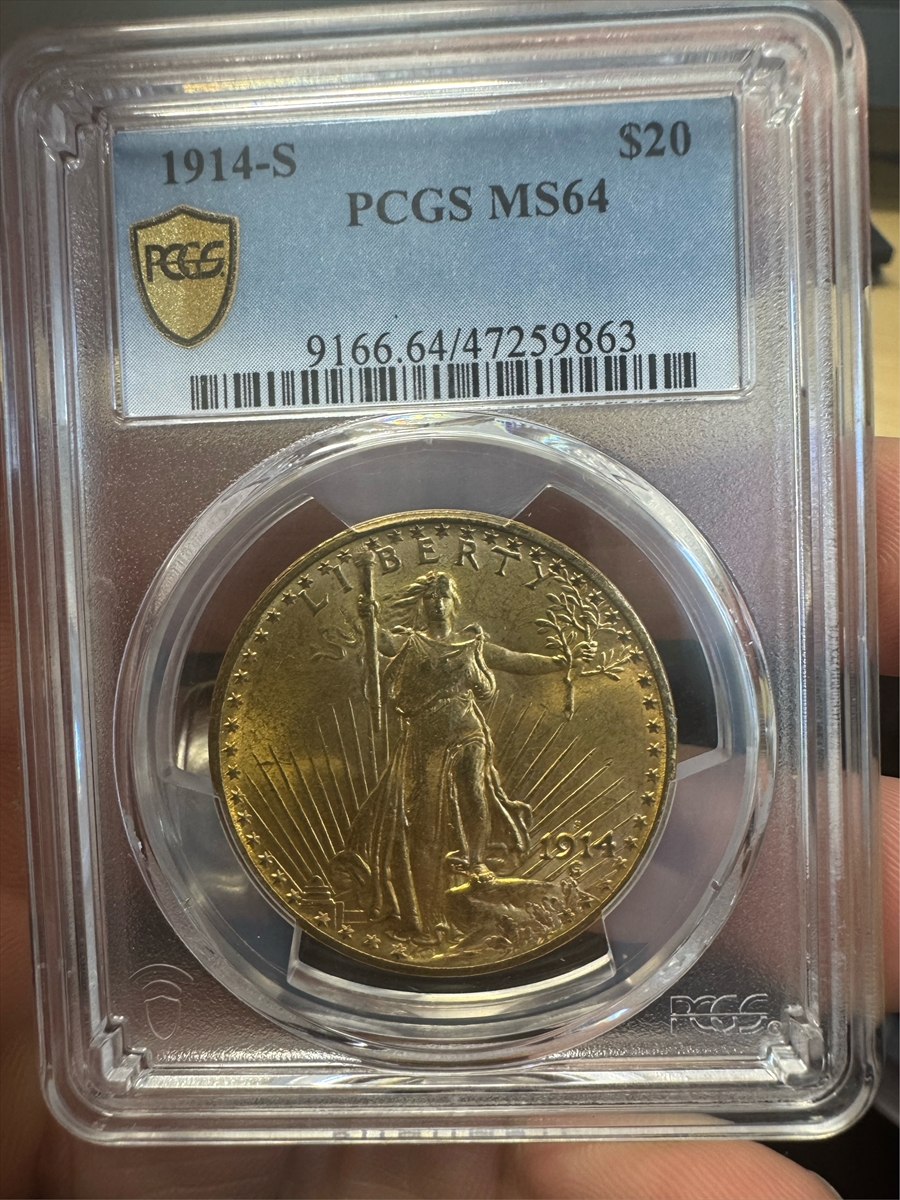 1914-S $20
PCGS MS64
PCGS
9166.64/47259863
LIBERTY
S
1914
PCGS